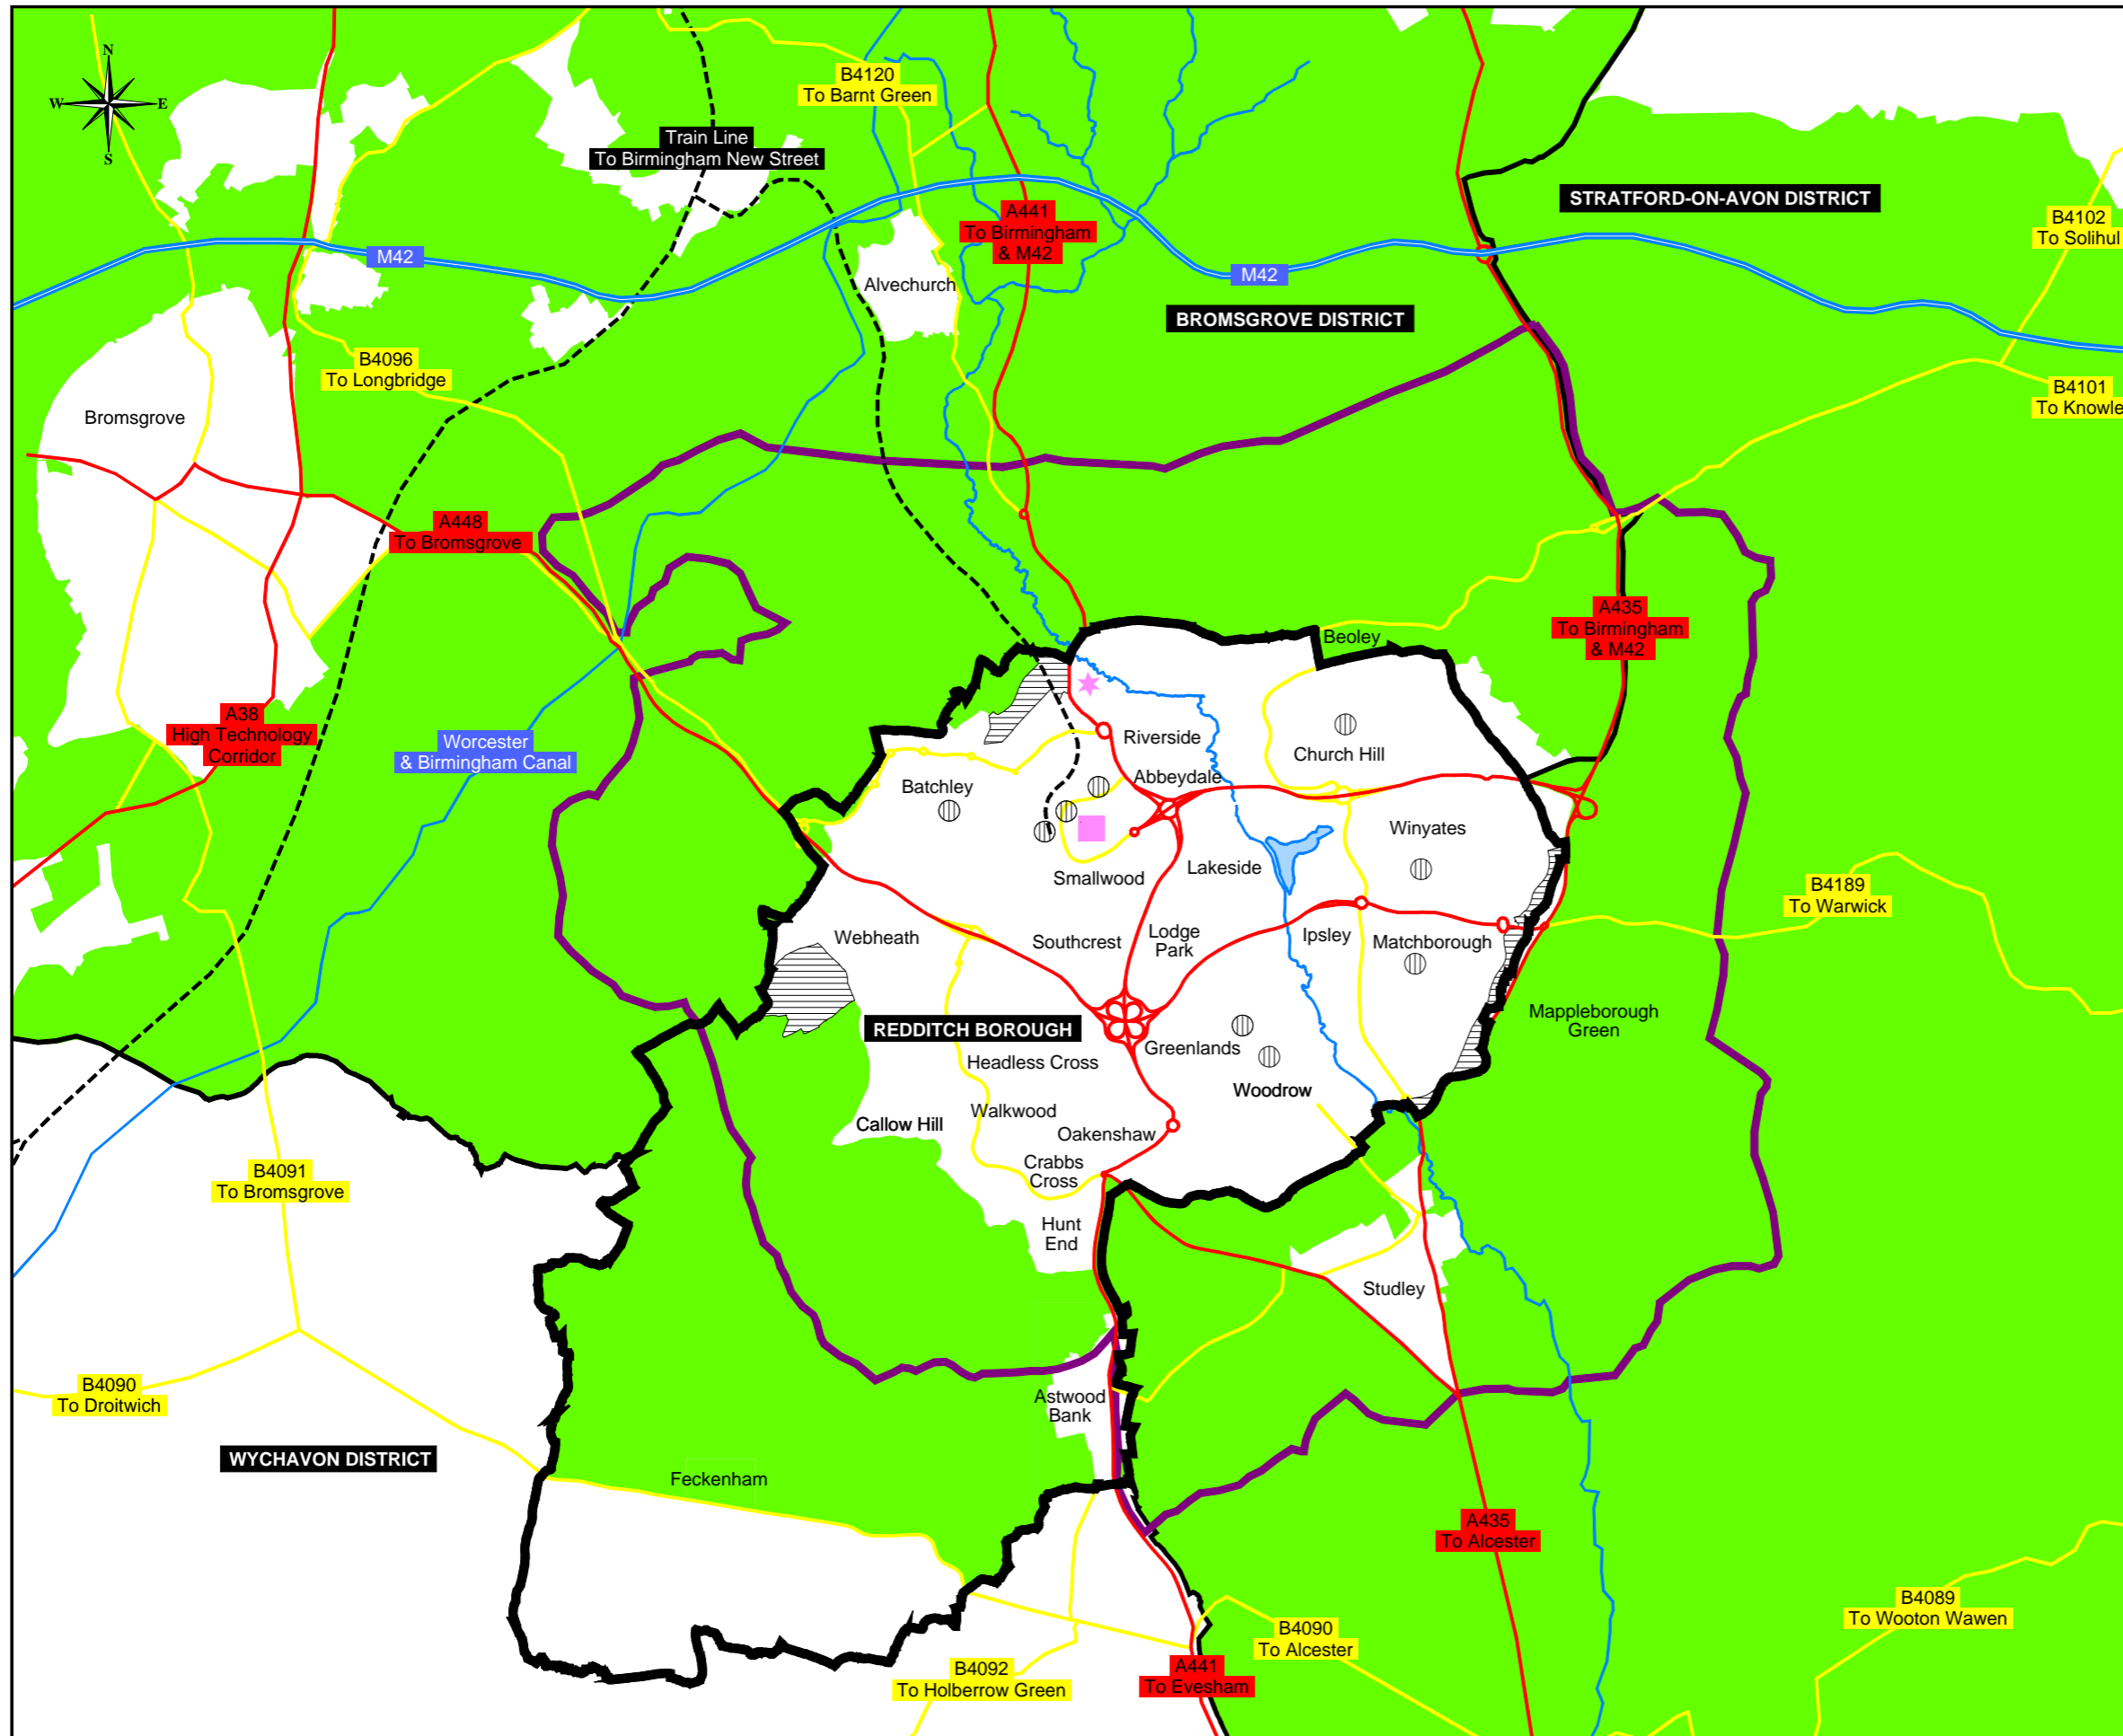 N
W
E
S
B4120
To Barnt Green
Train Line
To Birmingham New Street
STRATFORD-ON-AVON DISTRICT
A441
To Birmingham
& M42
B4102
To Solihul
M42
M42
Alvechurch
BROMSGROVE DISTRICT
B4096
To Longbridge
B4101
To Knowle
Bromsgrove
A448
To Bromsgrove
A435
To Birmingham
& M42
Beoley
A38
High Technology
Corridor
Worcester
& Birmingham Canal
Riverside
Church Hill
Abbeydale
Batchley
Winyates
Smallwood
Lakeside
B4189
To Warwick
Webheath
Southcrest
Lodge
Park
Ipsley
Matchborough
Mappleborough
Green
REDDITCH BOROUGH
Greenlands
Headless Cross
Woodrow
Walkwood
Callow Hill
Oakenshaw
Crabbs
Cross
B4091
To Bromsgrove
Hunt
End
Studley
B4090
To Droitwich
Astwood
Bank
WYCHAVON DISTRICT
Feckenham
A435
To Alcester
B4089
To Wooton Wawen
B4090
To Alcester
B4092
To Holberrow Green
A441
To Evesham